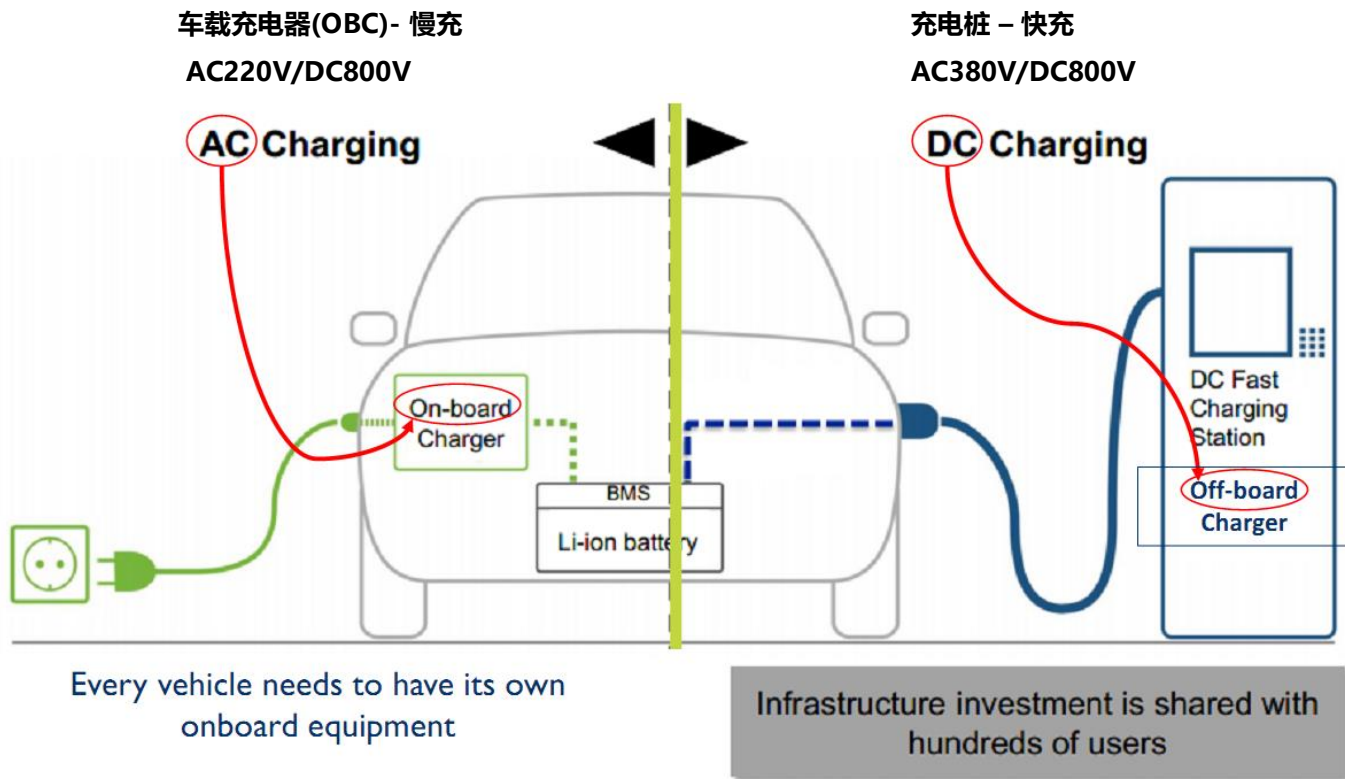 车载充电器(OBC)- 慢充
AC220V/DC800V
AC Charging
On-board
Charger
BMS
Li-ion battery
Every vehicle needs to have its own
onboard equipment
充电桩 – 快充
AC380V/DC800V
DC Charging
DC Fast
Charging
Station
Off-board
Charger
Infrastructure investment is shared with
hundreds of users